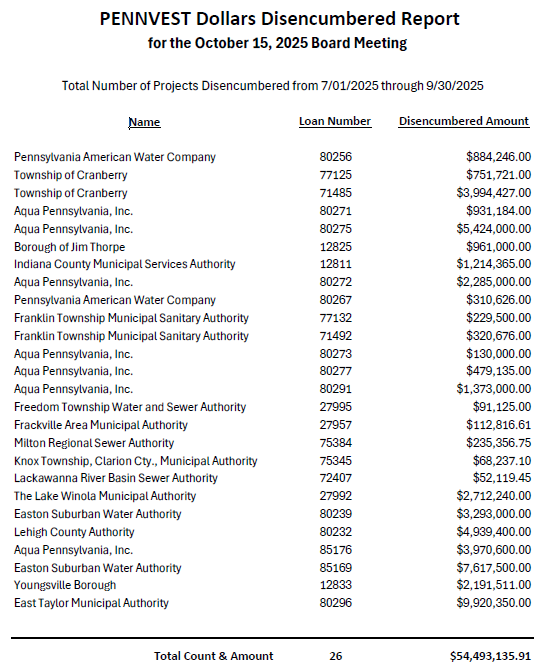 PENNVEST Dollars Disencumbered Report
for the October 15, 2025 Board Meeting
Total Number of Projects Disencumbered from 7/01/2025 through 9/30/2025
Name Loan Number Disencumbered Amount
Pennsylvania American Water Company 80256 $884,246.00
Township of Cranberry 77125 $751,721.00
Township of Cranberry 71485 $3,994,427.00
Aqua Pennsylvania, Inc. 80271 $931,184.00
Aqua Pennsylvania, Inc. 80275 $5,424,000.00
Borough of Jim Thorpe 12825 $961,000.00
Indiana County Municipal Services Authority 12811 $1,214,365.00
Aqua Pennsylvania, Inc. 80272 $2,285,000.00
Pennsylvania American Water Company 80267 $310,626.00
Franklin Township Municipal Sanitary Authority 77132 $229,500.00
Franklin Township Municipal Sanitary Authority 71492 $320,676.00
Aqua Pennsylvania, Inc. 80273 $130,000.00
Aqua Pennsylvania, Inc. 80277 $479,135.00
Aqua Pennsylvania, Inc. 80291 $1,373,000.00
Freedom Township Water and Sewer Authority 27995 $91,125.00
Frackville Area Municipal Authority 27957 $112,816.61
Milton Regional Sewer Authority 75384 $235,356.75
Knox Township, Clarion Cty., Municipal Authority 75345 $68,237.10
Lackawanna River Basin Sewer Authority 72407 $52,119.45
The Lake Winola Municipal Authority 27992 $2,712,240.00
Easton Suburban Water Authority 80239 $3,293,000.00
Lehigh County Authority 80232 $4,939,400.00
Aqua Pennsylvania, Inc. 85176 $3,970,600.00
Easton Suburban Water Authority 85169 $7,617,500.00
Youngsville Borough 12833 $2,191,511.00
East Taylor Municipal Authority 80296 $9,920,350.00
Total Count & Amount 26 $54,493,135.91